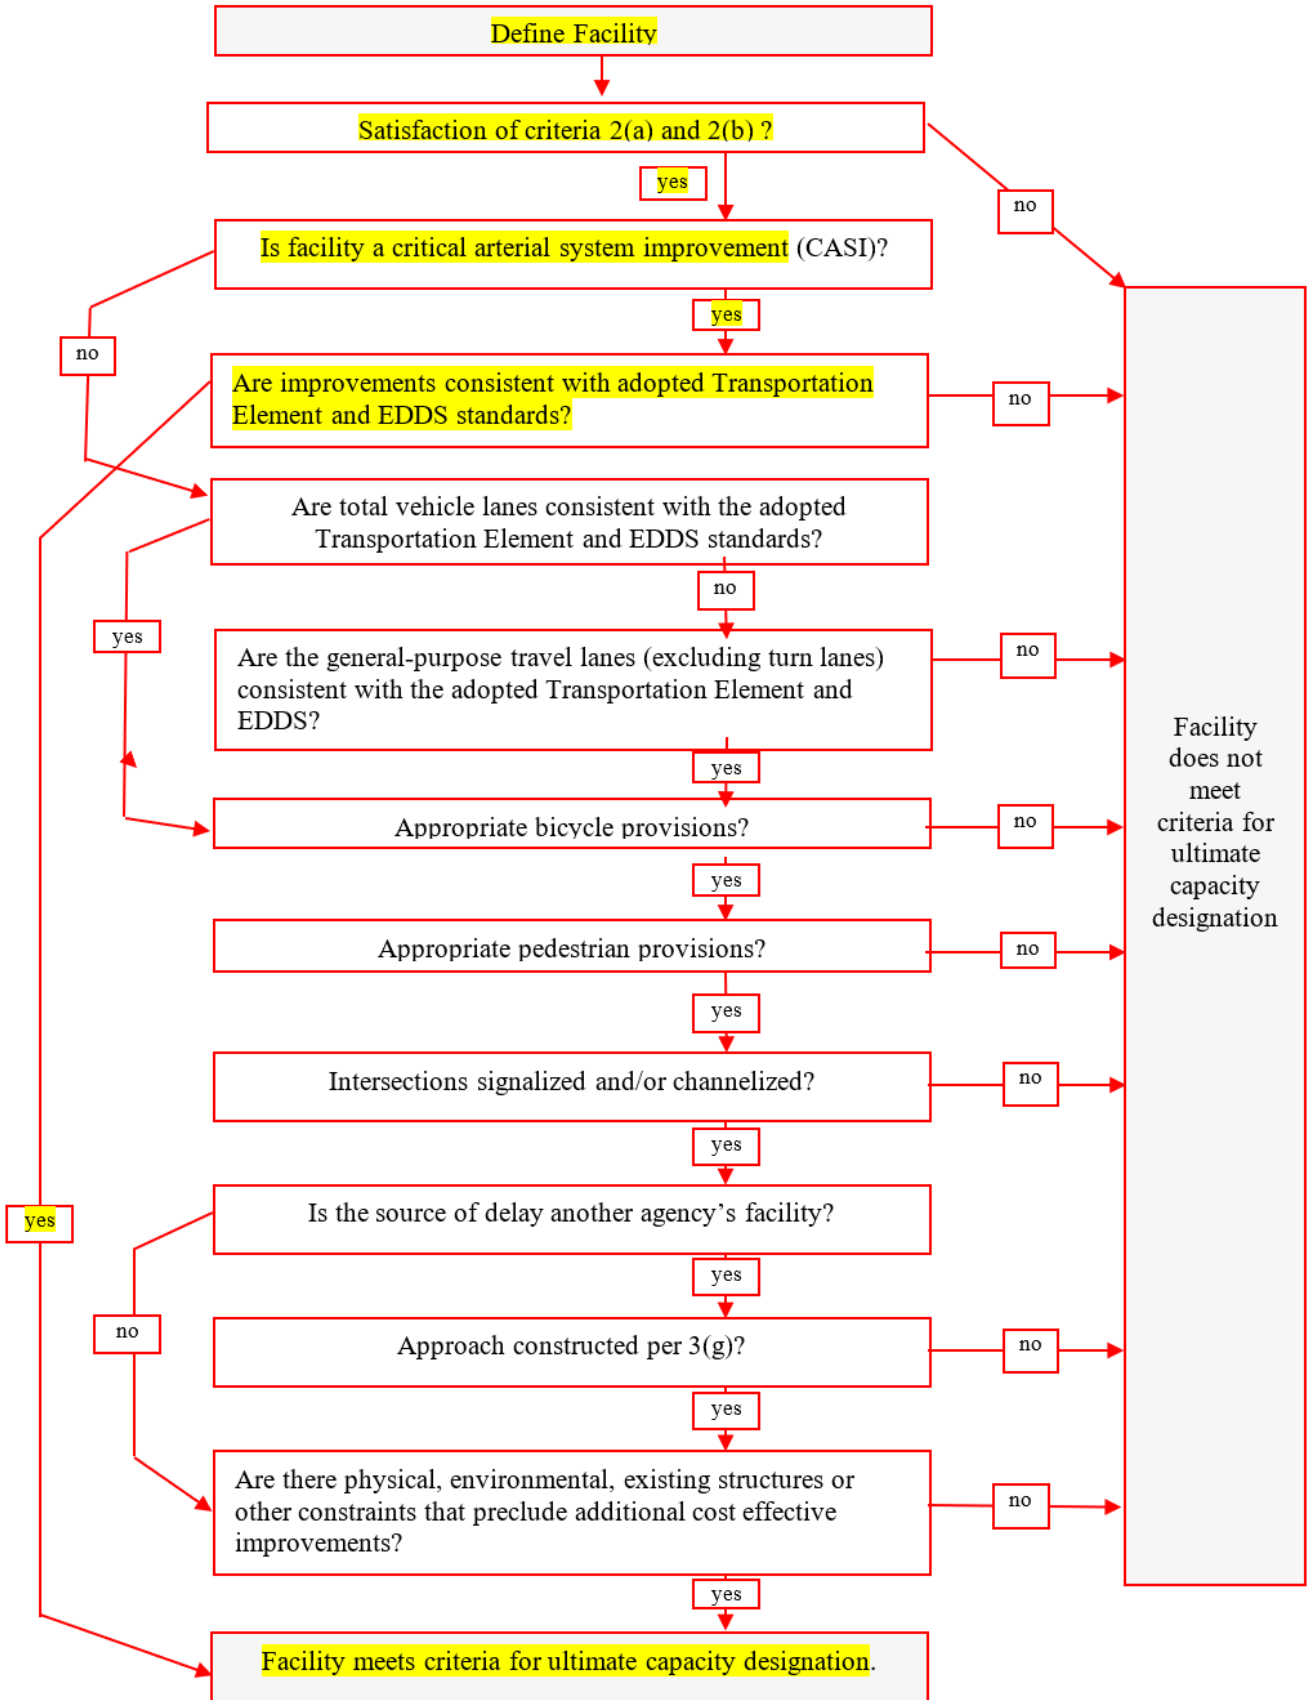 Define Facility
Satisfaction of criteria 2(a) and 2(b) ?
yes
no
Is facility a critical arterial system improvement (CASI)?
yes
no
Are improvements consistent with adopted Transportation
Element and EDDS standards?
no
Are total vehicle lanes consistent with the adopted
Transportation Element and EDDS standards?
no
yes
Are the general-purpose travel lanes (excluding turn lanes)
consistent with the adopted Transportation Element and
EDDS?
no
yes
Appropriate bicycle provisions?
no
yes
Appropriate pedestrian provisions?
no
yes
Intersections signalized and/or channelized?
no
yes
yes
Is the source of delay another agency’s facility?
yes
no
Approach constructed per 3(g)?
no
yes
Are there physical, environmental, existing structures or
other constraints that preclude additional cost effective
improvements?
no
yes
Facility meets criteria for ultimate capacity designation.
Facility
does not
meet
criteria for
ultimate
capacity
designation